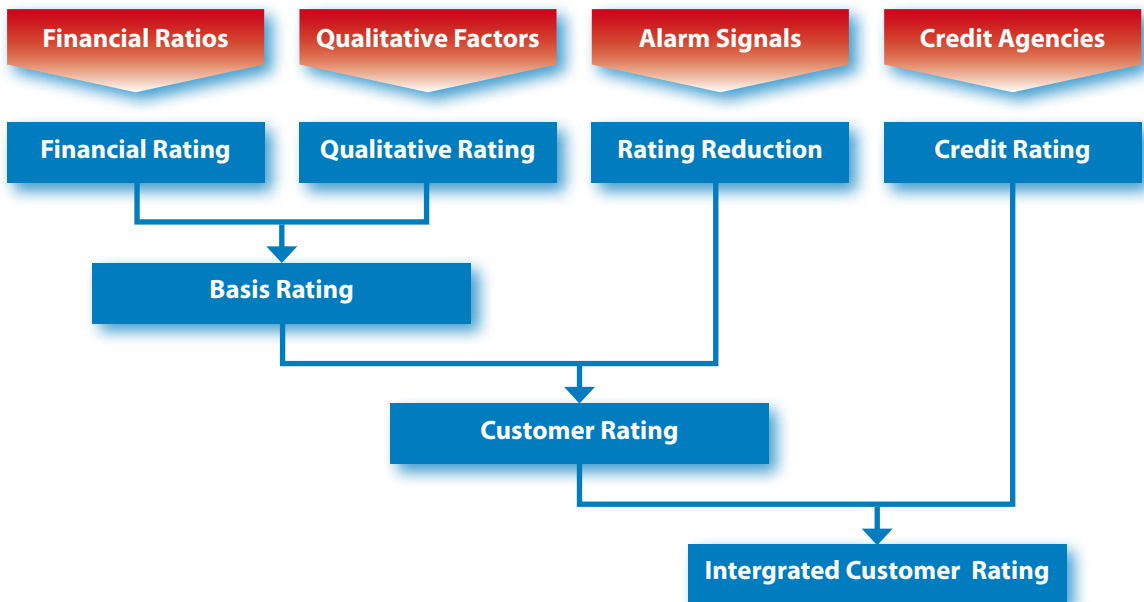 Financial Ratios
Qualitative Factors
Alarm Signals
Credit Agencies
Financial Rating
Qualitative Rating
Rating Reduction
Credit Rating
Basis Rating
Customer Rating
Intergrated Customer Rating